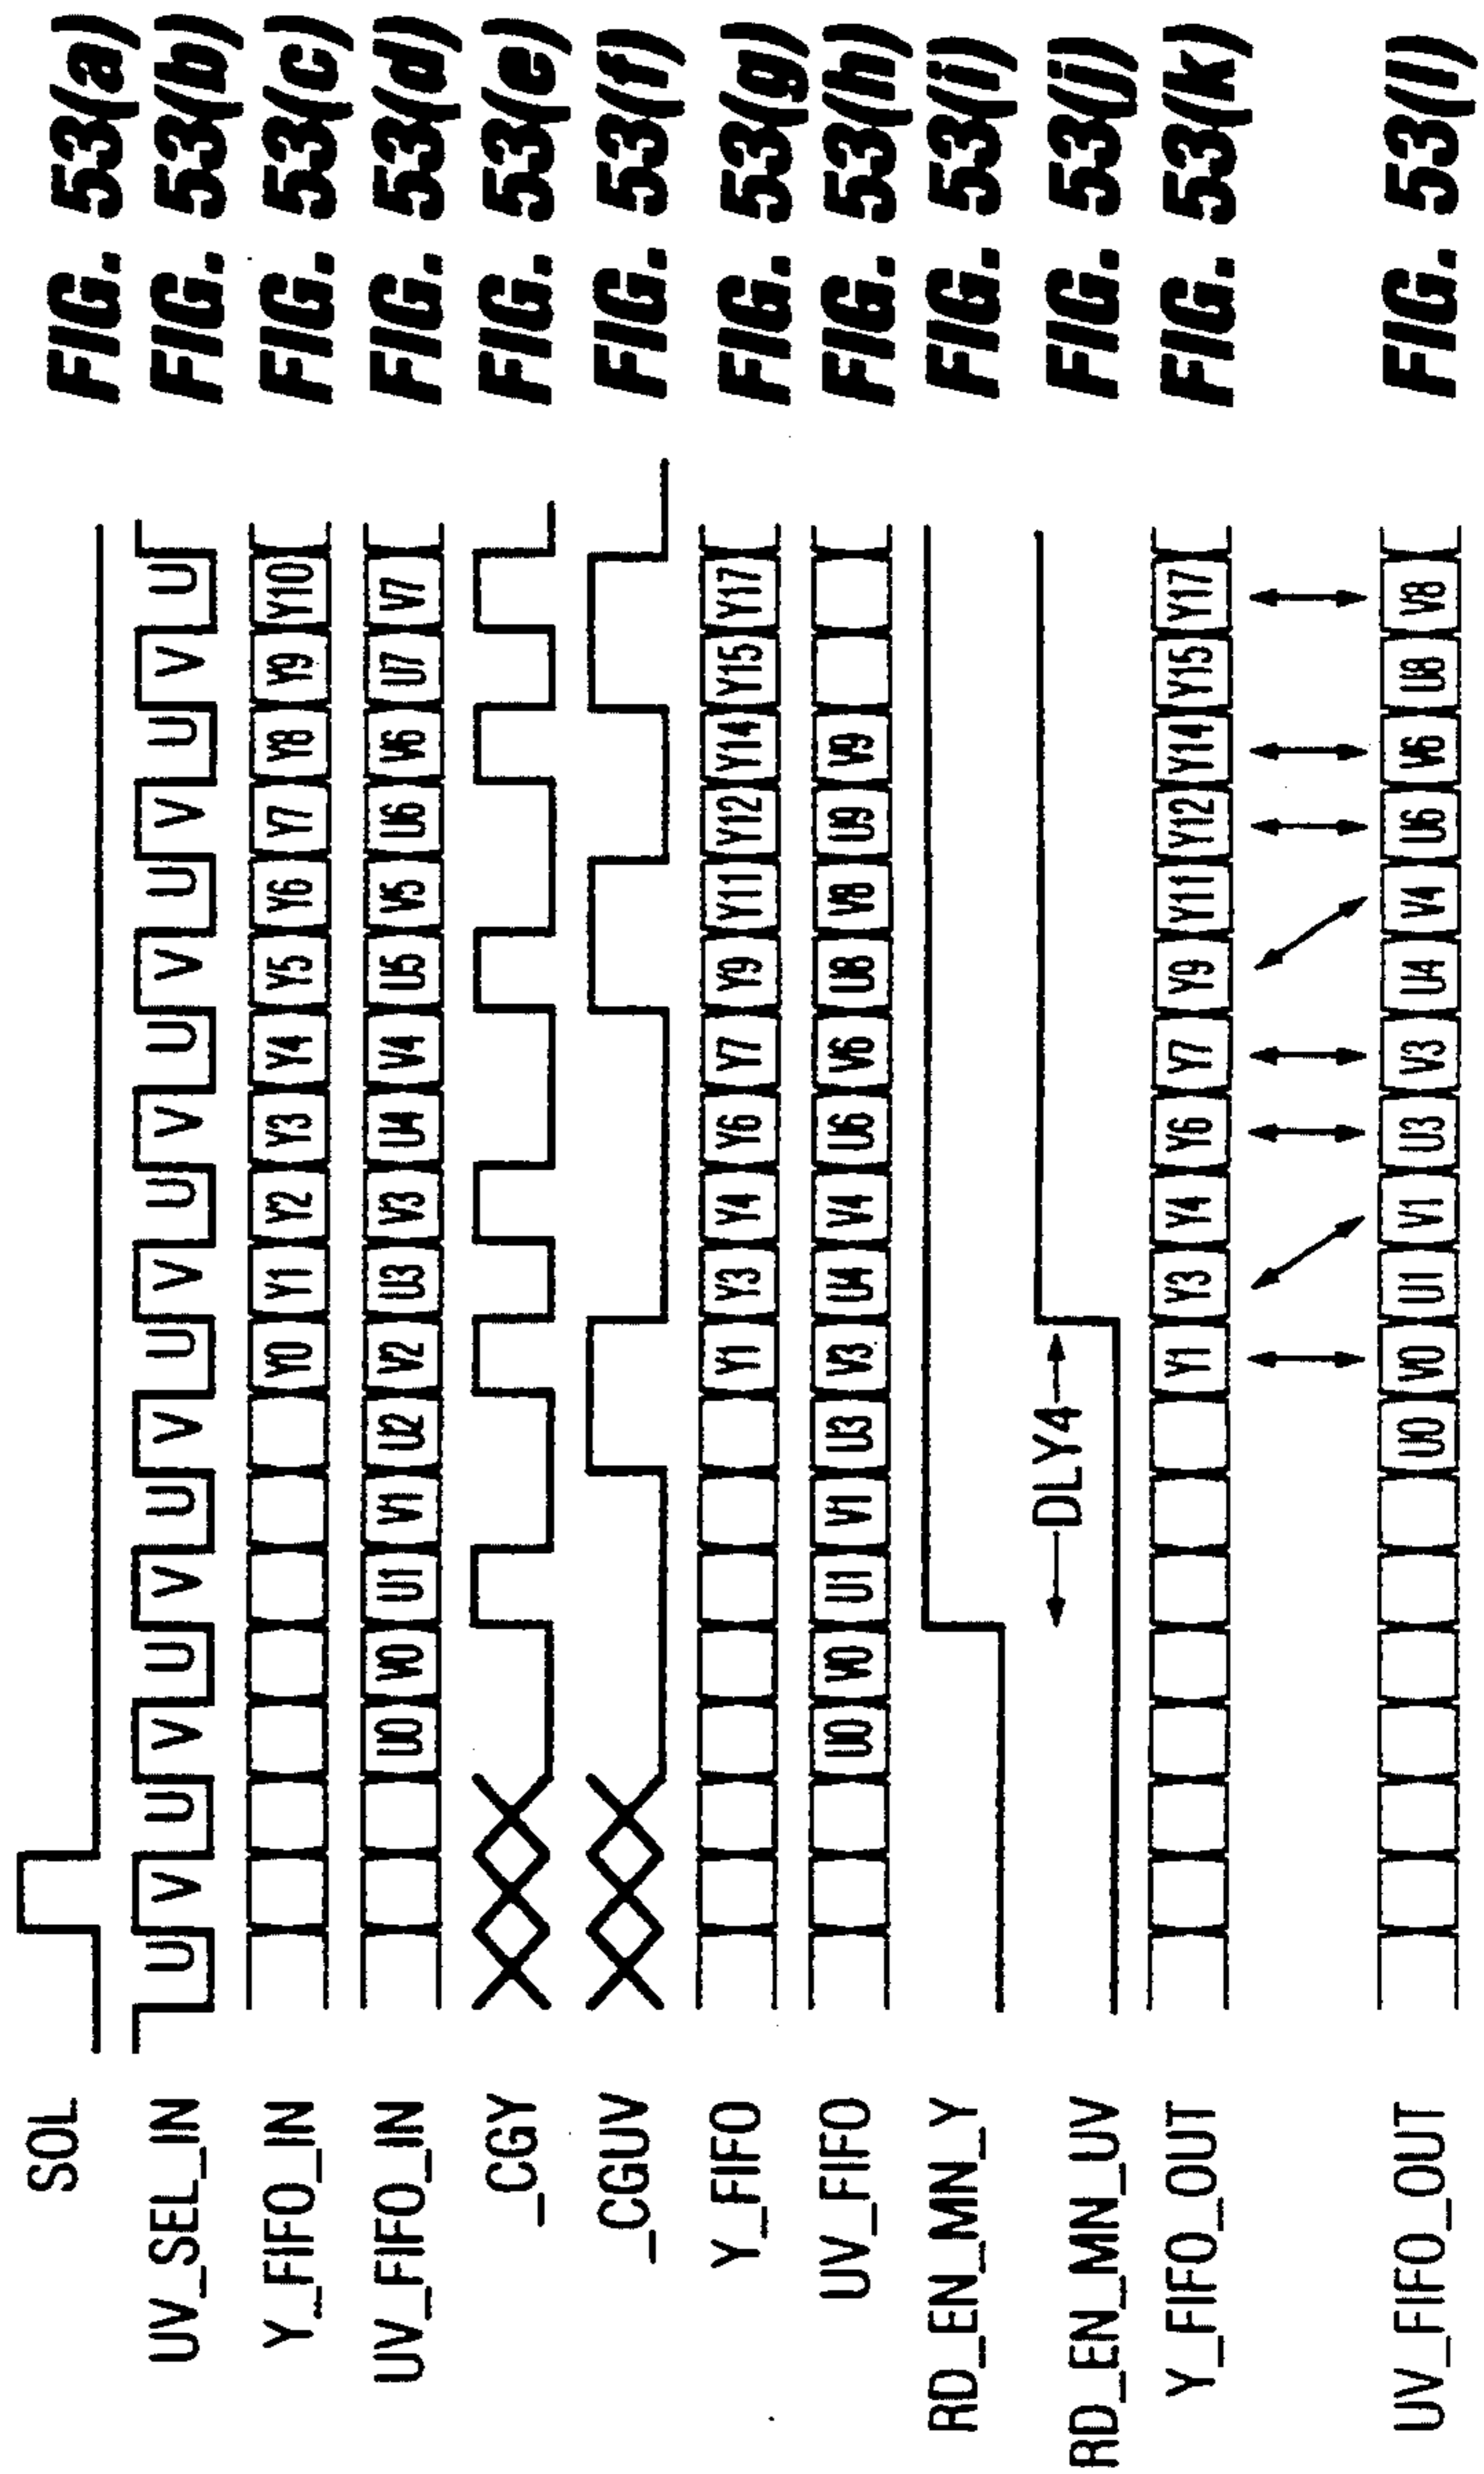 SOL FIG. 53(a)
UV_SEL_IN U V U V U V U V U V U V U V U V U V U FIG. 53(b)
Y_FIFO_IN Y0 Y1 Y2 Y3 Y4 Y5 Y6 Y7 Y8 Y9 Y10 FIG. 53(c)
UV_FIFO_IN U0 V0 U1 V1 U2 V2 U3 V3 U4 V4 U5 V5 U6 V6 U7 V7 FIG. 53(d)
_CGY FIG. 53(e)
_CGUV FIG. 53(f)
Y_FIFO Y1 Y3 Y4 Y6 Y7 Y9 Y11 Y12 Y14 Y15 Y17 FIG. 53(g)
UV_FIFO U0 V0 U1 V1 U3 V3 U4 V4 U6 V6 U8 V8 U9 V9 FIG. 53(h)
RD_EN_MN_Y FIG. 53(i)
RD_EN_MN_UV DLY4 FIG. 53(j)
Y_FIFO_OUT Y1 Y3 Y4 Y6 Y7 Y9 Y11 Y12 Y14 Y15 Y17 FIG. 53(k)
UV_FIFO_OUT U0 V0 U1 V1 U3 V3 U4 V4 U6 V6 U8 V8 FIG. 53(l)